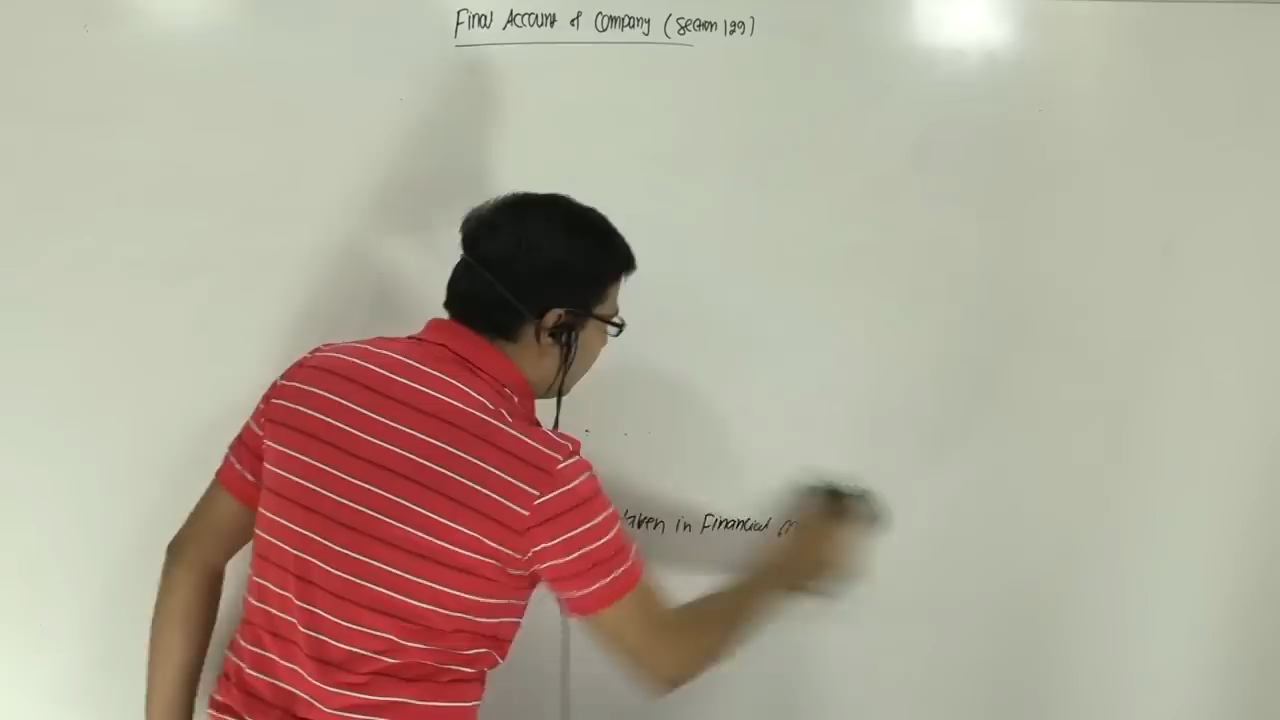 Final Account of Company (Section 129)
taken in Financial